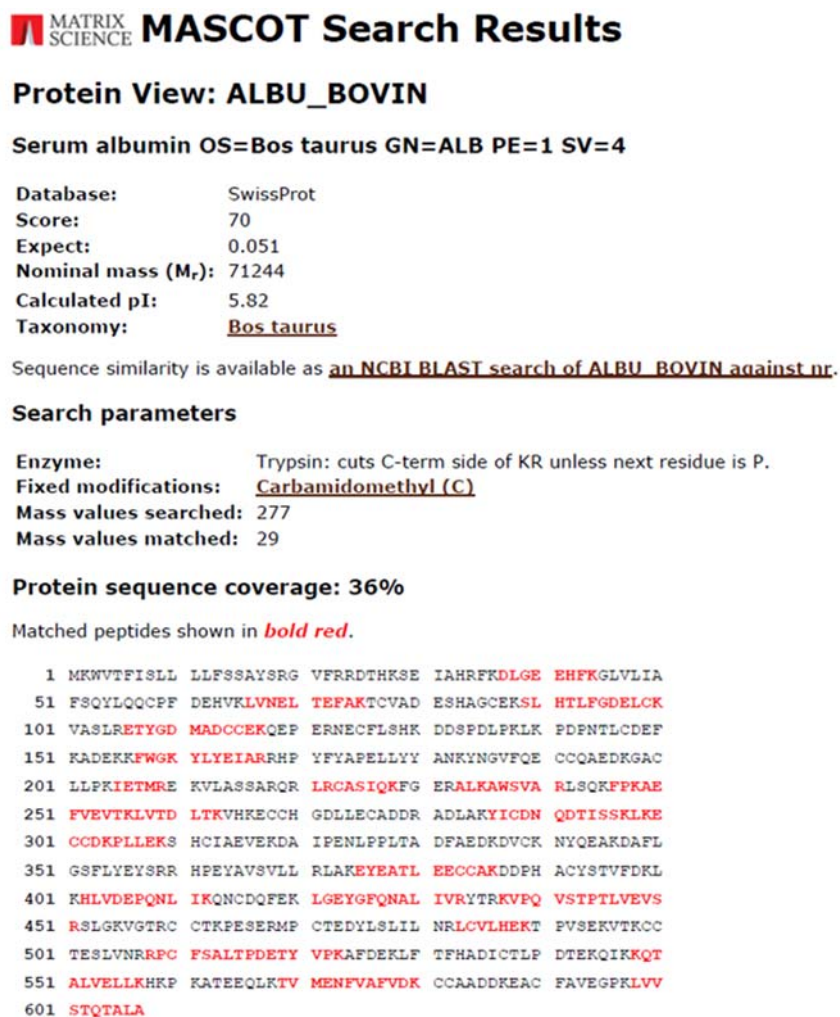 MATRIX SCIENCE MASCOT Search Results
Protein View: ALBU_BOVIN
Serum albumin OS=Bos taurus GN=ALB PE=1 SV=4
Database: SwissProt
Score: 70
Expect: 0.051
Nominal mass (Mr): 71244
Calculated pI: 5.82
Taxonomy: Bos taurus
Sequence similarity is available as an NCBI BLAST search of ALBU_BOVIN against nr.
Search parameters
Enzyme: Trypsin: cuts C-term side of KR unless next residue is P.
Fixed modifications: Carbamidomethyl (C)
Mass values searched: 277
Mass values matched: 29
Protein sequence coverage: 36%
Matched peptides shown in bold red.
1 MKWVTFISLL LLFSSAYSRG VFRRDTHKSE IAHRFKDLGE EHFKGLVLIA
51 FSQYLQQCPF DEHVKLVNEL TEFAKTCVAD ESHAGCEKSL HTLFGDELCK
101 VASLRETYGD MADCCEKQEP ERNECFLSHK DDSPDLPKLK PDPNTLCDEF
151 KADEKKFWGK YLYEIARRHP YFYAPELLYY ANKYNGVFQE CCQAEDKGAC
201 LLPKIETMRE KVLASSARQR LRCASIQKFG ERALKAWSVA RLSQKFPKAE
251 FVEVTKLVTD LTKVHKECCH GDLLECADDR ADLAKYICDN QDTISSKLKE
301 CCDKPLLEKS HCIAEVEKDA IPENLPPLTA DFAEDKDVCK NYQEAKDAFL
351 GSFLYEYSRR HPEYAVSVLL RLAKEYEATL EECCAKDDPH ACYSTVFDKL
401 KHLVDEPQNL IKQNCDQFEK LGEYGFQNAL IVRYTRKVPQ VSTPTLVEVS
451 RSLGKVGTRC CTKPESERMP CTEDYLSLIL NRLCVLHEKT PVSEKVTKCC
501 TESLVNRRPC FSALTPDETY VPKAFDEKLF TFHADICTLP DTEKQIKKQT
551 ALVELLKHKP KATEEQLKTV MENFVAFVDK CCAADDKEAC FAVEGPKLVV
601 STQTALA